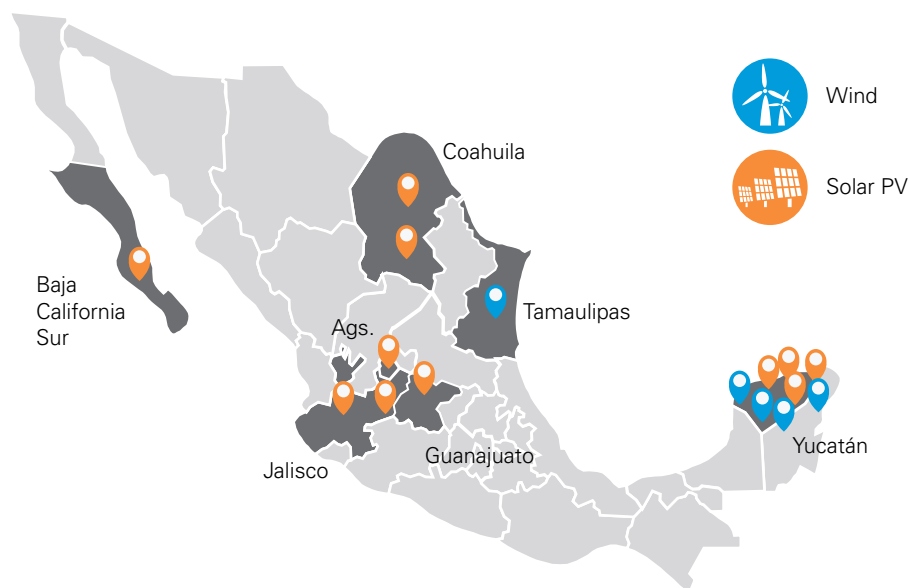 Wind
Coahuila
Solar PV
Baja
California
Sur
Tamaulipas
Ags.
Yucatán
Guanajuato
Jalisco